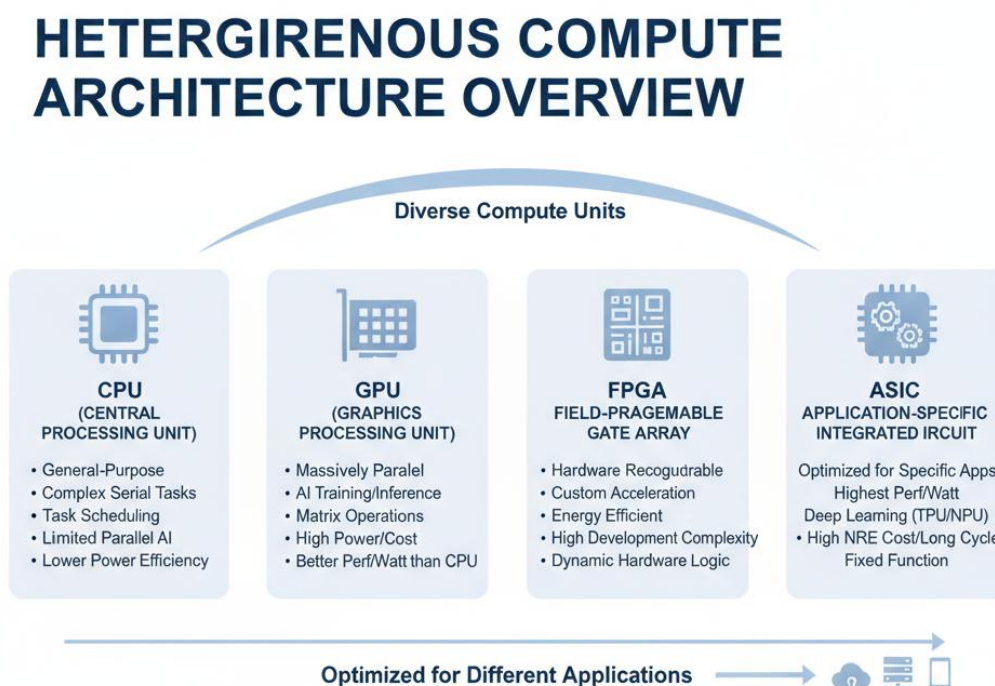 HETERGIRENOUS COMPUTE
ARCHITECTURE OVERVIEW
Diverse Compute Units
CPU
(CENTRAL
PROCESSING UNIT)
• General-Purpose
• Complex Serial Tasks
• Task Scheduling
• Limited Parallel AI
• Lower Power Efficiency
GPU
(GRAPHICS
PROCESSING UNIT)
• Massively Paralel
• AI Training/Inference
• Matrix Operations
• High Power/Cost
• Better Perf/Watt than CPU
FPGA
FIELD-PRAGEMABLE
GATE ARRAY
• Hardware Recogudrable
• Custom Acceleration
• Energy Efficient
• High Development Complexity
• Dynamic Hardware Logic
ASIC
APPLICATION-SPECIFIC
INTEGRATED IRCUIT
Optimized for Specific Apps
Highest Perf/Watt
Deep Learning (TPU/NPU)
• High NRE Cost/Long Cycle
Fixed Function
Optimized for Different Applications